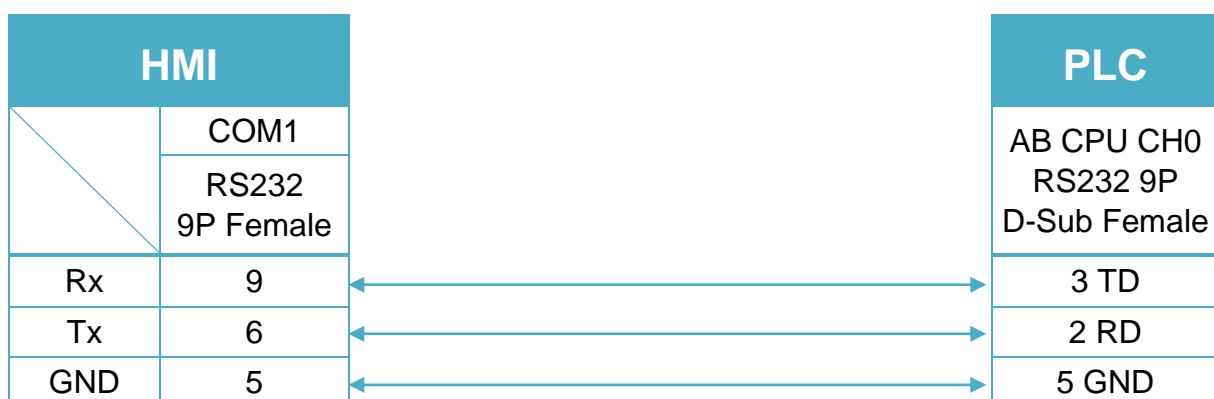 HMI PLC
COM1
RS232
9P Female
AB CPU CH0
RS232 9P
D-Sub Female
Rx 9 3 TD
Tx 6 2 RD
GND 5 5 GND